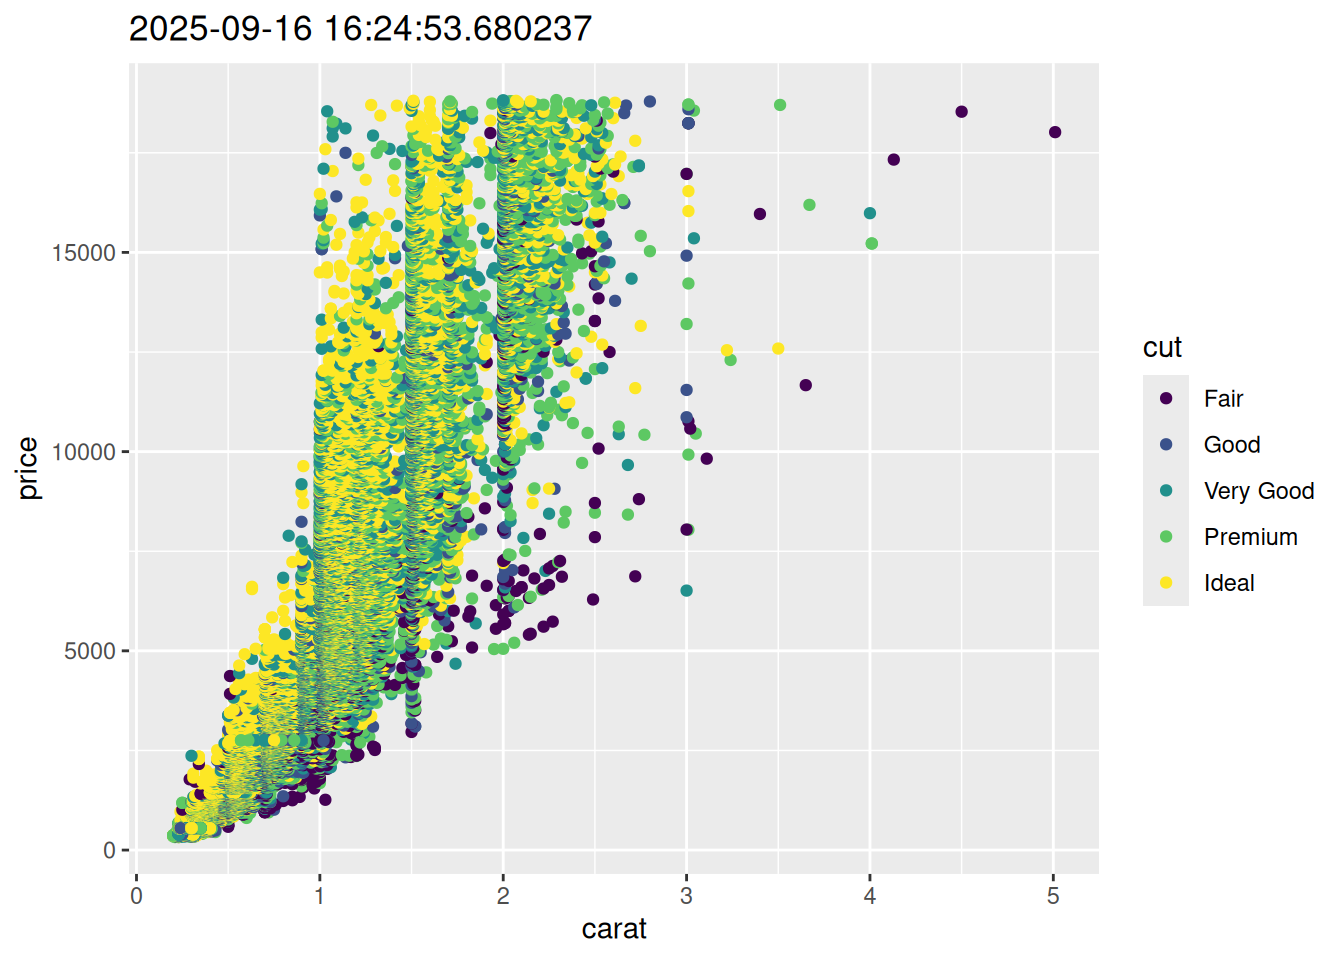 2025-09-16 16:24:53.680237
price
15000
10000
5000
0
0 1 2 3 4 5
carat
cut
Fair
Good
Very Good
Premium
Ideal